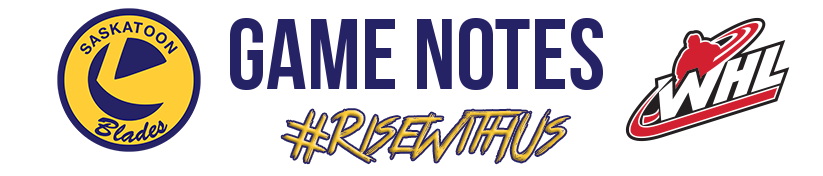 SASKATOON
Blades
GAME NOTES
#RISEWITHUS
WHL